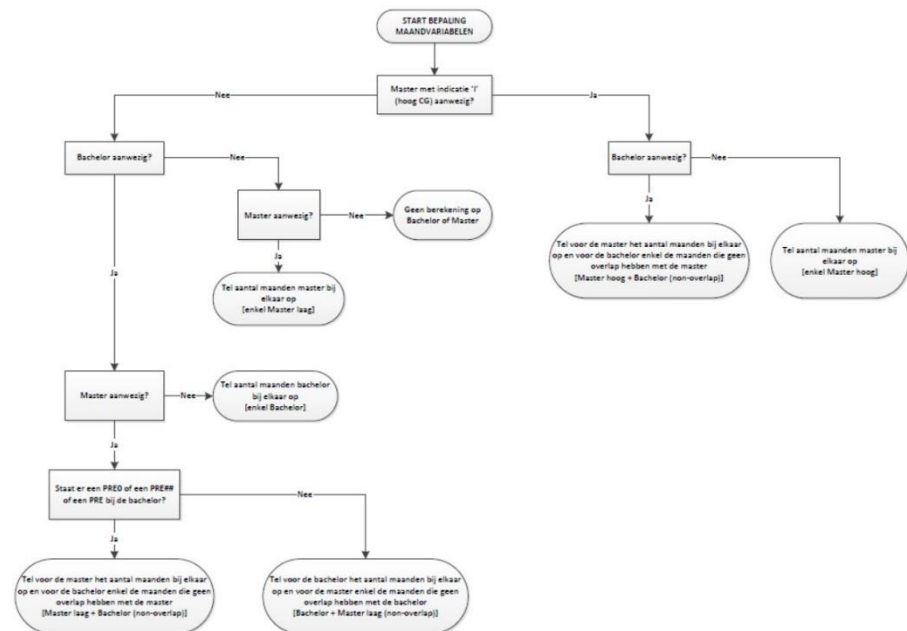 START BEPALING
MAANDVARIABELEN
Master met indicatie 'I'
(hoog CG) aanwezig?
Nee
Ja
Bachelor aanwezig?
Nee
Bachelor aanwezig?
Nee
Master aanwezig?
Nee
Geen berekening op
Bachelor of Master
Ja
Tel voor de master het aantal maanden bij elkaar
op en voor de bachelor enkel de maanden die geen
overlap hebben met de master
[Master hoog + Bachelor (non-overlap)]
Tel aantal maanden master bij
elkaar op
[enkel Master hoog]
Ja
Ja
Tel aantal maanden master bij
elkaar op
[enkel Master laag]
Master aanwezig?
Nee
Tel aantal maanden bachelor
bij elkaar op
[enkel Bachelor]
Ja
Staat er een PRE0 of een PRE##
of een PRE bij de bachelor?
Nee
Ja
Tel voor de master het aantal maanden bij elkaar
op en voor de bachelor enkel de maanden die geen
overlap hebben met de master
[Master laag + Bachelor (non-overlap)]
Tel voor de bachelor het aantal maanden bij elkaar
op en voor de master enkel de maanden die geen
overlap hebben met de bachelor
[Bachelor + Master laag (non-overlap)]